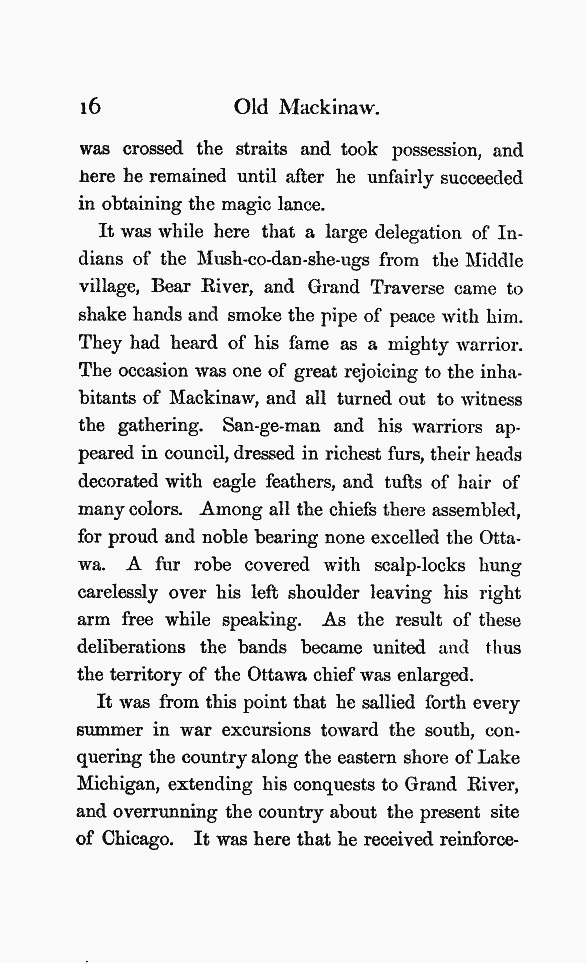 16 Old Mackinaw.
was crossed the straits and took possession, and
here he remained until after he unfairly succeeded
in obtaining the magic lance.
It was while here that a large delegation of In-
dians of the Mush-co-dan-she-ugs from the Middle
village, Bear River, and Grand Traverse came to
shake hands and smoke the pipe of peace with him.
They had heard of his fame as a mighty warrior.
The occasion was one of great rejoicing to the inha-
bitants of Mackinaw, and all turned out to witness
the gathering. San-ge-man and his warriors ap-
peared in council, dressed in richest furs, their heads
decorated with eagle feathers, and tufts of hair of
many colors. Among all the chiefs there assembled,
for proud and noble bearing none excelled the Otta-
wa. A fur robe covered with scalp-locks hung
carelessly over his left shoulder leaving his right
arm free while speaking. As the result of these
deliberations the bands became united and thus
the territory of the Ottawa chief was enlarged.
It was from this point that he sallied forth every
summer in war excursions toward the south, con-
quering the country along the eastern shore of Lake
Michigan, extending his conquests to Grand River,
and overrunning the country about the present site
of Chicago. It was here that he received reinforce-